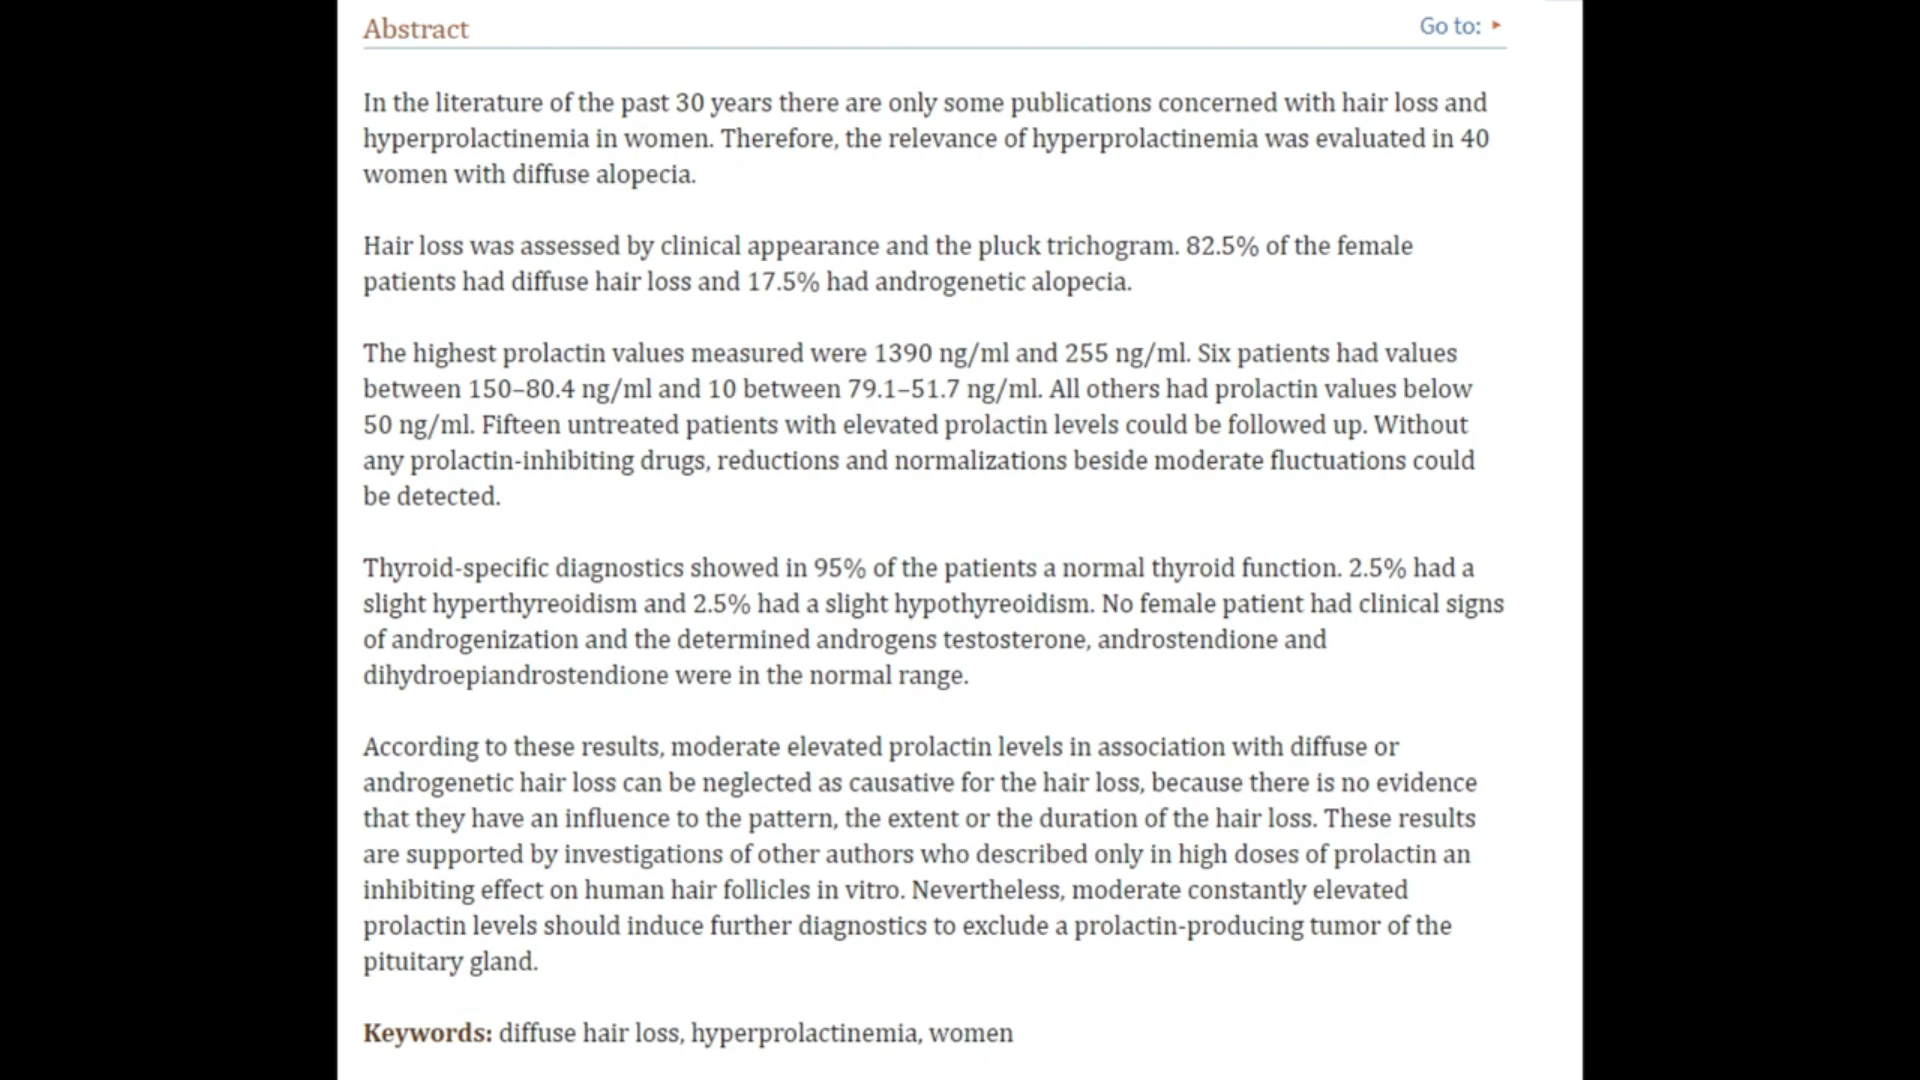 Abstract
Go to: ▸
In the literature of the past 30 years there are only some publications concerned with hair loss and
hyperprolactinemia in women. Therefore, the relevance of hyperprolactinemia was evaluated in 40
women with diffuse alopecia.
Hair loss was assessed by clinical appearance and the pluck trichogram. 82.5% of the female
patients had diffuse hair loss and 17.5% had androgenetic alopecia.
The highest prolactin values measured were 1390 ng/ml and 255 ng/ml. Six patients had values
between 150–80.4 ng/ml and 10 between 79.1–51.7 ng/ml. All others had prolactin values below
50 ng/ml. Fifteen untreated patients with elevated prolactin levels could be followed up. Without
any prolactin-inhibiting drugs, reductions and normalizations beside moderate fluctuations could
be detected.
Thyroid-specific diagnostics showed in 95% of the patients a normal thyroid function. 2.5% had a
slight hyperthyreoidism and 2.5% had a slight hypothyreoidism. No female patient had clinical signs
of androgenization and the determined androgens testosterone, androstendione and
dihydroepiandrostendione were in the normal range.
According to these results, moderate elevated prolactin levels in association with diffuse or
androgenetic hair loss can be neglected as causative for the hair loss, because there is no evidence
that they have an influence to the pattern, the extent or the duration of the hair loss. These results
are supported by investigations of other authors who described only in high doses of prolactin an
inhibiting effect on human hair follicles in vitro. Nevertheless, moderate constantly elevated
prolactin levels should induce further diagnostics to exclude a prolactin-producing tumor of the
pituitary gland.
Keywords: diffuse hair loss, hyperprolactinemia, women